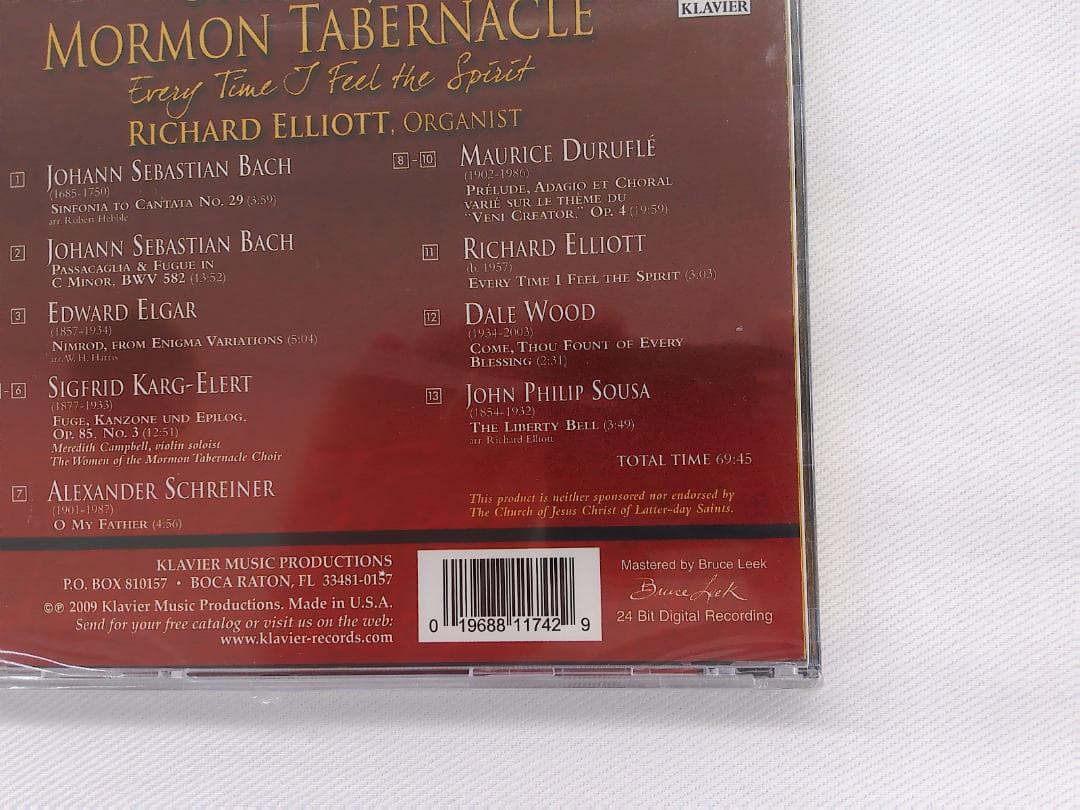 KLAVIER
MORMON TABERNACLE
Every Time I Feel the Spirit
RICHARD ELLIOTT, ORGANIST
1 JOHANN SEBASTIAN BACH
(1685-1750)
SINFONIA TO CANTATA NO. 29 (3:59)
arr. Robert Hebble
2 JOHANN SEBASTIAN BACH
PASSACAGLIA & FUGUE IN
C MINOR, BWV 582 (13:52)
3 EDWARD ELGAR
(1857-1934)
NIMROD, FROM ENIGMA VARIATIONS (5:04)
arr. W. H. Harris
-6 SIGFRID KARG-ELERT
(1877-1933)
FUGE, KANZONE UND EPILOG,
OP. 85, NO. 3 (12:51)
Meredith Campbell, violin soloist
The Women of the Mormon Tabernacle Choir
7 ALEXANDER SCHREINER
(1901-1987)
O MY FATHER (4:56)
8-10 MAURICE DURUFLÉ
(1902-1986)
PRÉLUDE, ADAGIO ET CHORAL
VARIÉ SUR LE THÈME DU
"VENI CREATOR," OP. 4 (19:59)
11 RICHARD ELLIOTT
(b. 1957)
EVERY TIME I FEEL THE SPIRIT (3:03)
12 DALE WOOD
(1934-2003)
COME, THOU FOUNT OF EVERY
BLESSING (2:31)
13 JOHN PHILIP SOUSA
(1854-1932)
THE LIBERTY BELL (3:49)
arr. Richard Elliott
TOTAL TIME 69:45
This product is neither sponsored nor endorsed by
The Church of Jesus Christ of Latter-day Saints.
KLAVIER MUSIC PRODUCTIONS
P.O. BOX 810157 • BOCA RATON, FL 33481-0157
©℗ 2009 Klavier Music Productions. Made in U.S.A.
Send for your free catalog or visit us on the web:
www.klavier-records.com
0 19688 11742 9
Mastered by Bruce Leek
Bruce Leek
24 Bit Digital Recording